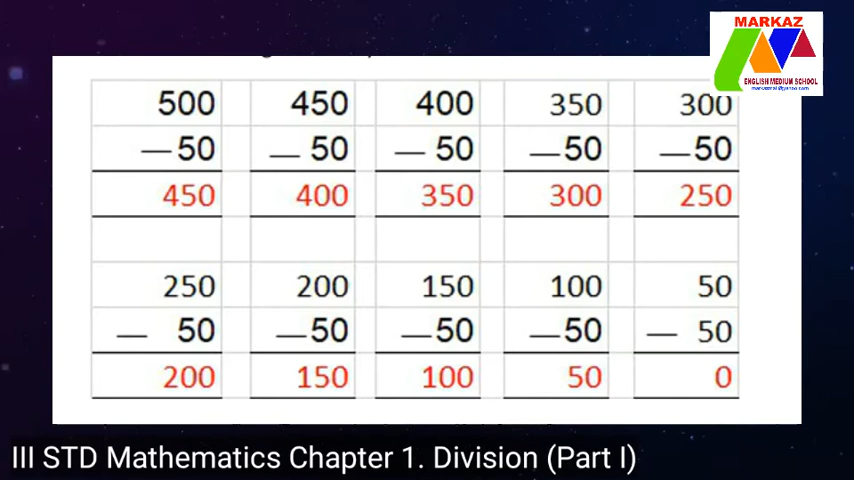 MARKAZ
ENGLISH MEDIUM SCHOOL
500 450 400 350 300
— 50 — 50 — 50 — 50 — 50
450 400 350 300 250
250 200 150 100 50
— 50 — 50 — 50 — 50 — 50
200 150 100 50 0
III STD Mathematics Chapter 1. Division (Part I)